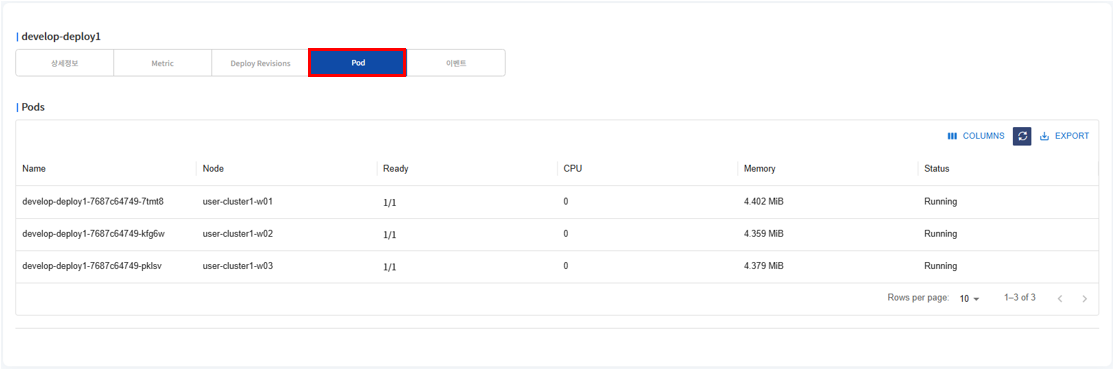 develop-deploy1
상세정보 Metric Deploy Revisions Pod 이벤트
Pods
COLUMNS EXPORT
Name Node Ready CPU Memory Status
develop-deploy1-7687c64749-7tmt8 user-cluster1-w01 1/1 0 4.402 MiB Running
develop-deploy1-7687c64749-kfg6w user-cluster1-w02 1/1 0 4.359 MiB Running
develop-deploy1-7687c64749-pklsv user-cluster1-w03 1/1 0 4.379 MiB Running
Rows per page: 10 1–3 of 3